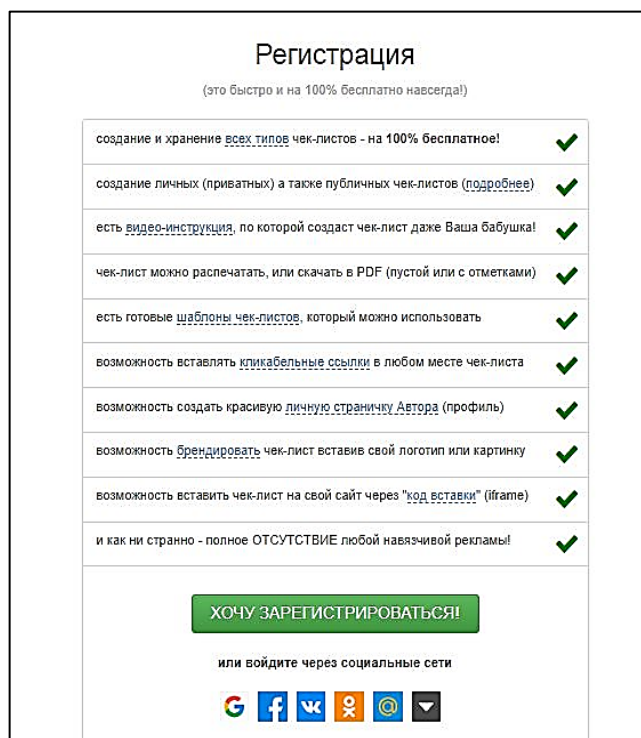 Регистрация
(это быстро и на 100% бесплатно навсегда!)
создание и хранение всех типов чек-листов - на 100% бесплатное!
создание личных (приватных) а также публичных чек-листов (подробнее)
есть видео-инструкция, по которой создаст чек-лист даже Ваша бабушка!
чек-лист можно распечатать, или скачать в PDF (пустой или с отметками)
есть готовые шаблоны чек-листов, который можно использовать
возможность вставлять кликабельные ссылки в любом месте чек-листа
возможность создать красивую личную страничку Автора (профиль)
возможность брендировать чек-лист вставив свой логотип или картинку
возможность вставить чек-лист на свой сайт через "код вставки" (iframe)
и как ни странно - полное ОТСУТСТВИЕ любой навязчивой рекламы!
ХОЧУ ЗАРЕГИСТРИРОВАТЬСЯ!
или войдите через социальные сети